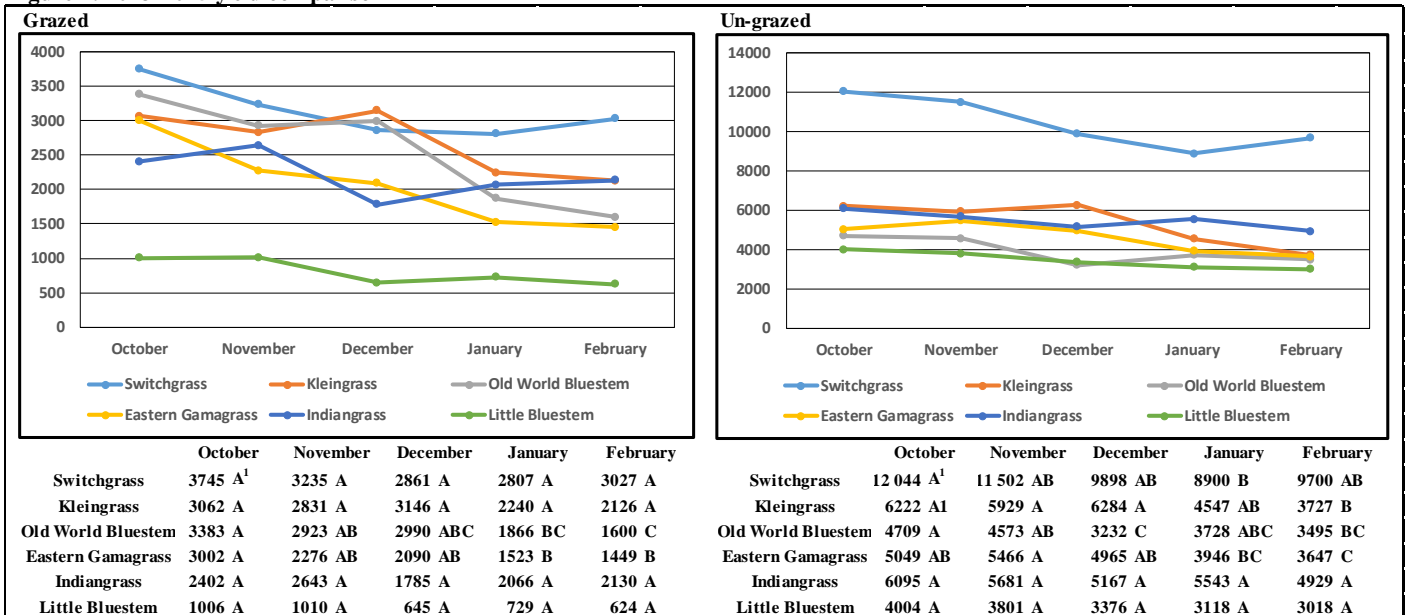 Grazed
4000
3500
3000
2500
2000
1500
1000
500
0
October November December January February
Switchgrass Kleingrass Old World Bluestem
Eastern Gamagrass Indiangrass Little Bluestem
October November December January February
Switchgrass 3745 A¹ 3235 A 2861 A 2807 A 3027 A
Kleingrass 3062 A 2831 A 3146 A 2240 A 2126 A
Old World Bluestem 3383 A 2923 AB 2990 ABC 1866 BC 1600 C
Eastern Gamagrass 3002 A 2276 AB 2090 AB 1523 B 1449 B
Indiangrass 2402 A 2643 A 1785 A 2066 A 2130 A
Little Bluestem 1006 A 1010 A 645 A 729 A 624 A
Un-grazed
14000
12000
10000
8000
6000
4000
2000
0
October November December January February
Switchgrass Kleingrass Old World Bluestem
Eastern Gamagrass Indiangrass Little Bluestem
October November December January February
Switchgrass 12 044 A¹ 11 502 AB 9898 AB 8900 B 9700 AB
Kleingrass 6222 A1 5929 A 6284 A 4547 AB 3727 B
Old World Bluestem 4709 A 4573 AB 3232 C 3728 ABC 3495 BC
Eastern Gamagrass 5049 AB 5466 A 4965 AB 3946 BC 3647 C
Indiangrass 6095 A 5681 A 5167 A 5543 A 4929 A
Little Bluestem 4004 A 3801 A 3376 A 3118 A 3018 A